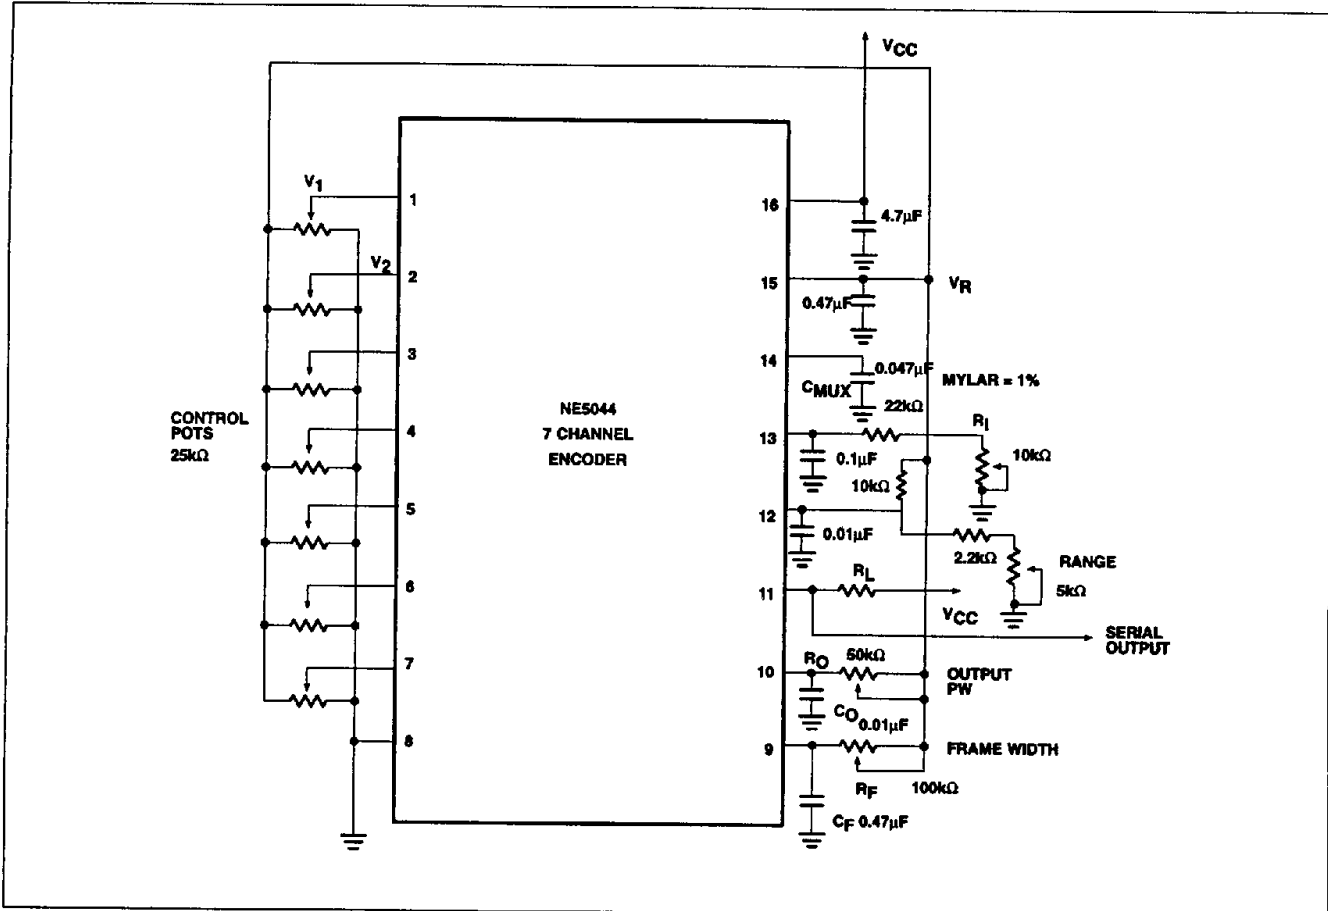 VCC
V1
1
16
4.7µF
V2
2
15
VR
0.47µF
3
14
0.047µF
CMUX
MYLAR = 1%
22kΩ
CONTROL
POTS
25kΩ
NE5044
7 CHANNEL
ENCODER
4
13
RI
10kΩ
0.1µF
10kΩ
5
12
0.01µF
2.2kΩ
RANGE
5kΩ
6
11
RL
VCC
SERIAL
OUTPUT
7
10
RO
50kΩ
OUTPUT
PW
CO
0.01µF
8
9
FRAME WIDTH
RF
100kΩ
CF 0.47µF